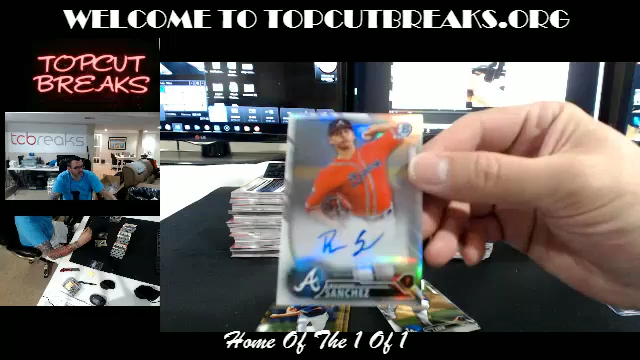 WELCOME TO TOPCUTBREAKS.ORG
TOPCUT
BREAKS
tcbreaks
SANCHEZ
Home Of The 1 Of 1